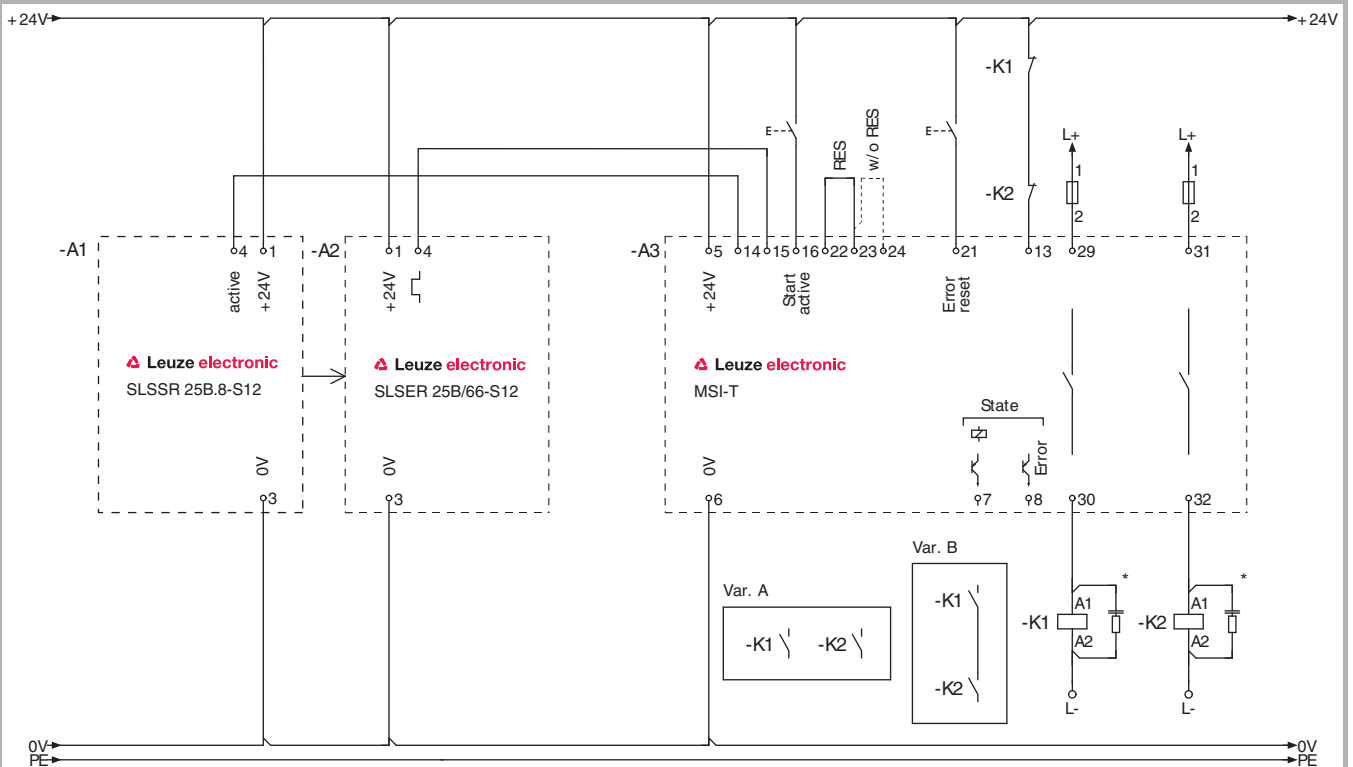 +24V +24V
-K1
RES
w/o RES
E
E
L+ L+
1 1
-K2
2 2
-A1 4 1 -A2 1 4 -A3 5 14 15 16 22 23 24 21 13 29 31
active
+24V
+24V
+24V
Start
active
Error
reset
Leuze electronic
SLSSR 25B.8-S12
Leuze electronic
SLSER 25B/66-S12
Leuze electronic
MSI-T
State
Error
0V
0V
0V
3 3 6 7 8 30 32
Var. A
-K1 -K2
Var. B
-K1
-K2
* *
-K1 A1 -K2 A1
A2 A2
L- L-
0V 0V
PE PE